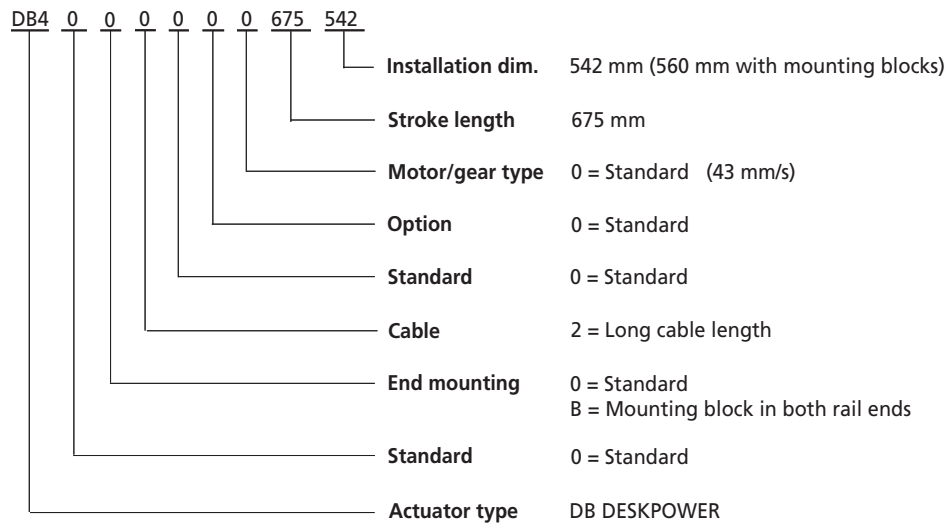 DB4 0 0 0 0 0 0 675 542
Installation dim. 542 mm (560 mm with mounting blocks)
Stroke length 675 mm
Motor/gear type 0 = Standard (43 mm/s)
Option 0 = Standard
Standard 0 = Standard
Cable 2 = Long cable length
End mounting 0 = Standard
B = Mounting block in both rail ends
Standard 0 = Standard
Actuator type DB DESKPOWER